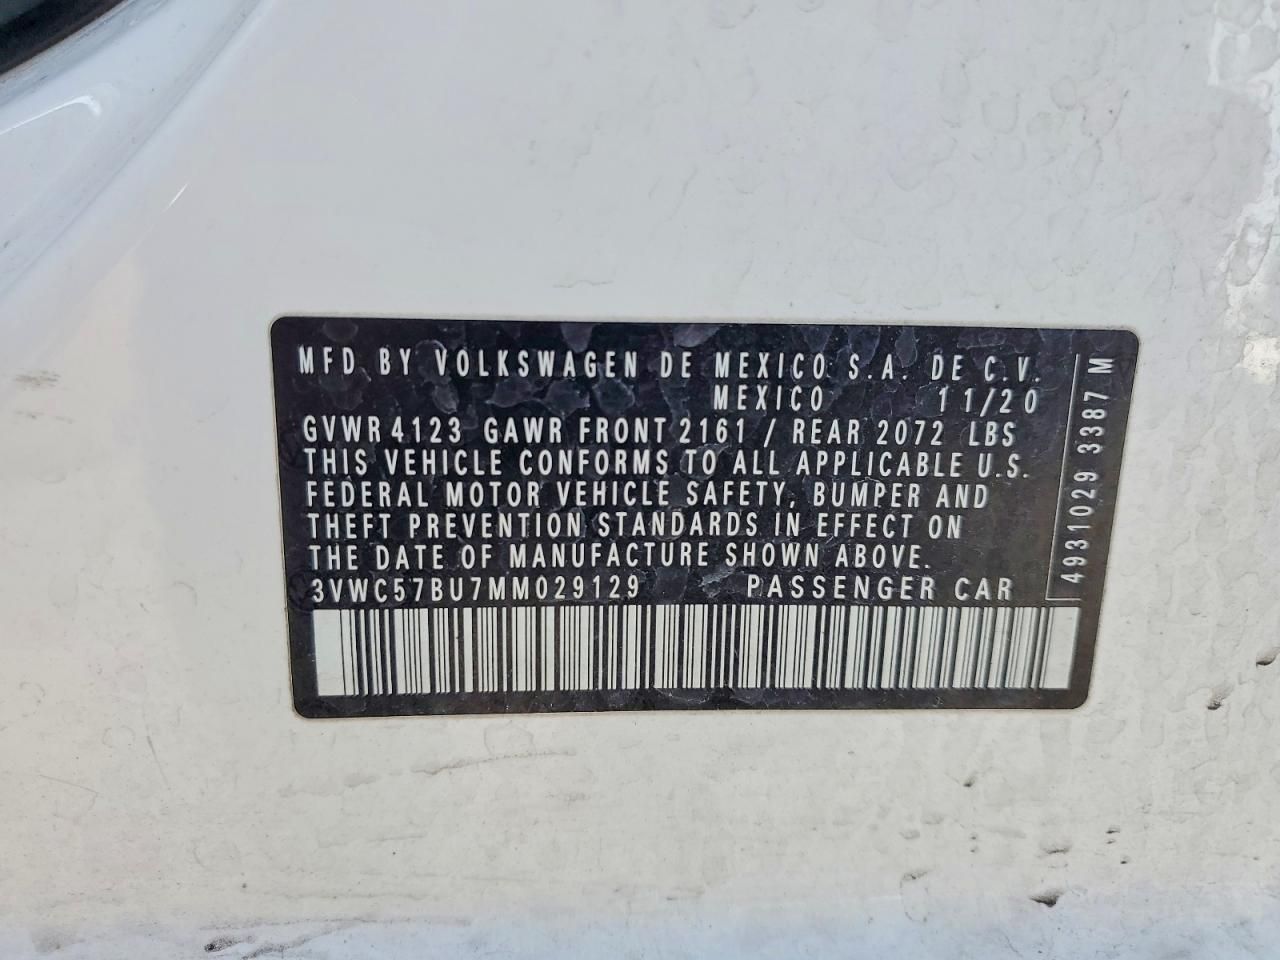 MFD BY VOLKSWAGEN DE MEXICO S.A. DE C.V.
MEXICO 11/20
GVWR 4123 GAWR FRONT 2161 / REAR 2072 LBS
THIS VEHICLE CONFORMS TO ALL APPLICABLE U.S.
FEDERAL MOTOR VEHICLE SAFETY, BUMPER AND
THEFT PREVENTION STANDARDS IN EFFECT ON
THE DATE OF MANUFACTURE SHOWN ABOVE.
3VWC57BU7MM029129 PASSENGER CAR
4931029 3387 M